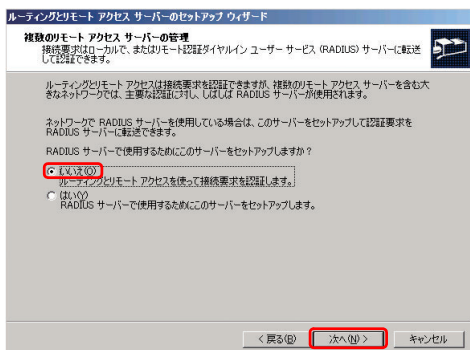 ルーティングとリモート アクセス サーバーのセットアップ ウィザード
複数のリモート アクセス サーバーの管理
接続要求はローカルで、またはリモート認証ダイヤルイン ユーザー サービス (RADIUS) サーバーに転送
して認証できます。
ルーティングとリモート アクセスは接続要求を認証できますが、複数のリモート アクセス サーバーを含む大
きなネットワークでは、主要な認証に対し、しばしば RADIUS サーバーが使用されます。
ネットワークで RADIUS サーバーを使用している場合は、このサーバーをセットアップして認証要求を
RADIUS サーバーに転送できます。
RADIUS サーバーで使用するためにこのサーバーをセットアップしますか?
いいえ(O)
ルーティングとリモート アクセスを使って接続要求を認証します。
はい(Y)
RADIUS サーバーで使用するためにこのサーバーをセットアップします。
< 戻る(B) 次へ(N) > キャンセル